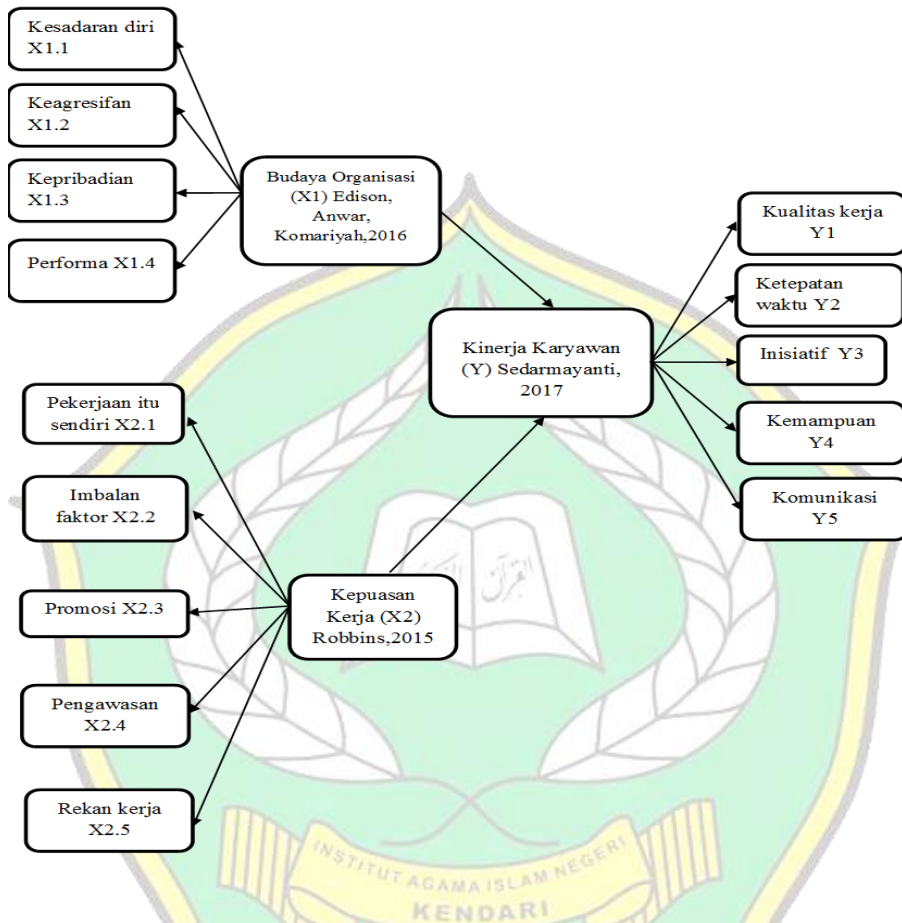 Kesadaran diri
X1.1
Keagresifan
X1.2
Kepribadian
X1.3
Performa X1.4
Budaya Organisasi
(X1) Edison,
Anwar,
Komariyah,2016
Kualitas kerja
Y1
Ketepatan
waktu Y2
Inisiatif Y3
Kemampuan
Y4
Komunikasi
Y5
Kinerja Karyawan
(Y) Sedarmayanti,
2017
Pekerjaan itu
sendiri X2.1
Imbalan
faktor X2.2
Promosi X2.3
Pengawasan
X2.4
Rekan kerja
X2.5
Kepuasan
Kerja (X2)
Robbins,2015
INSTITUT AGAMA ISLAM NEGERI
KENDARI